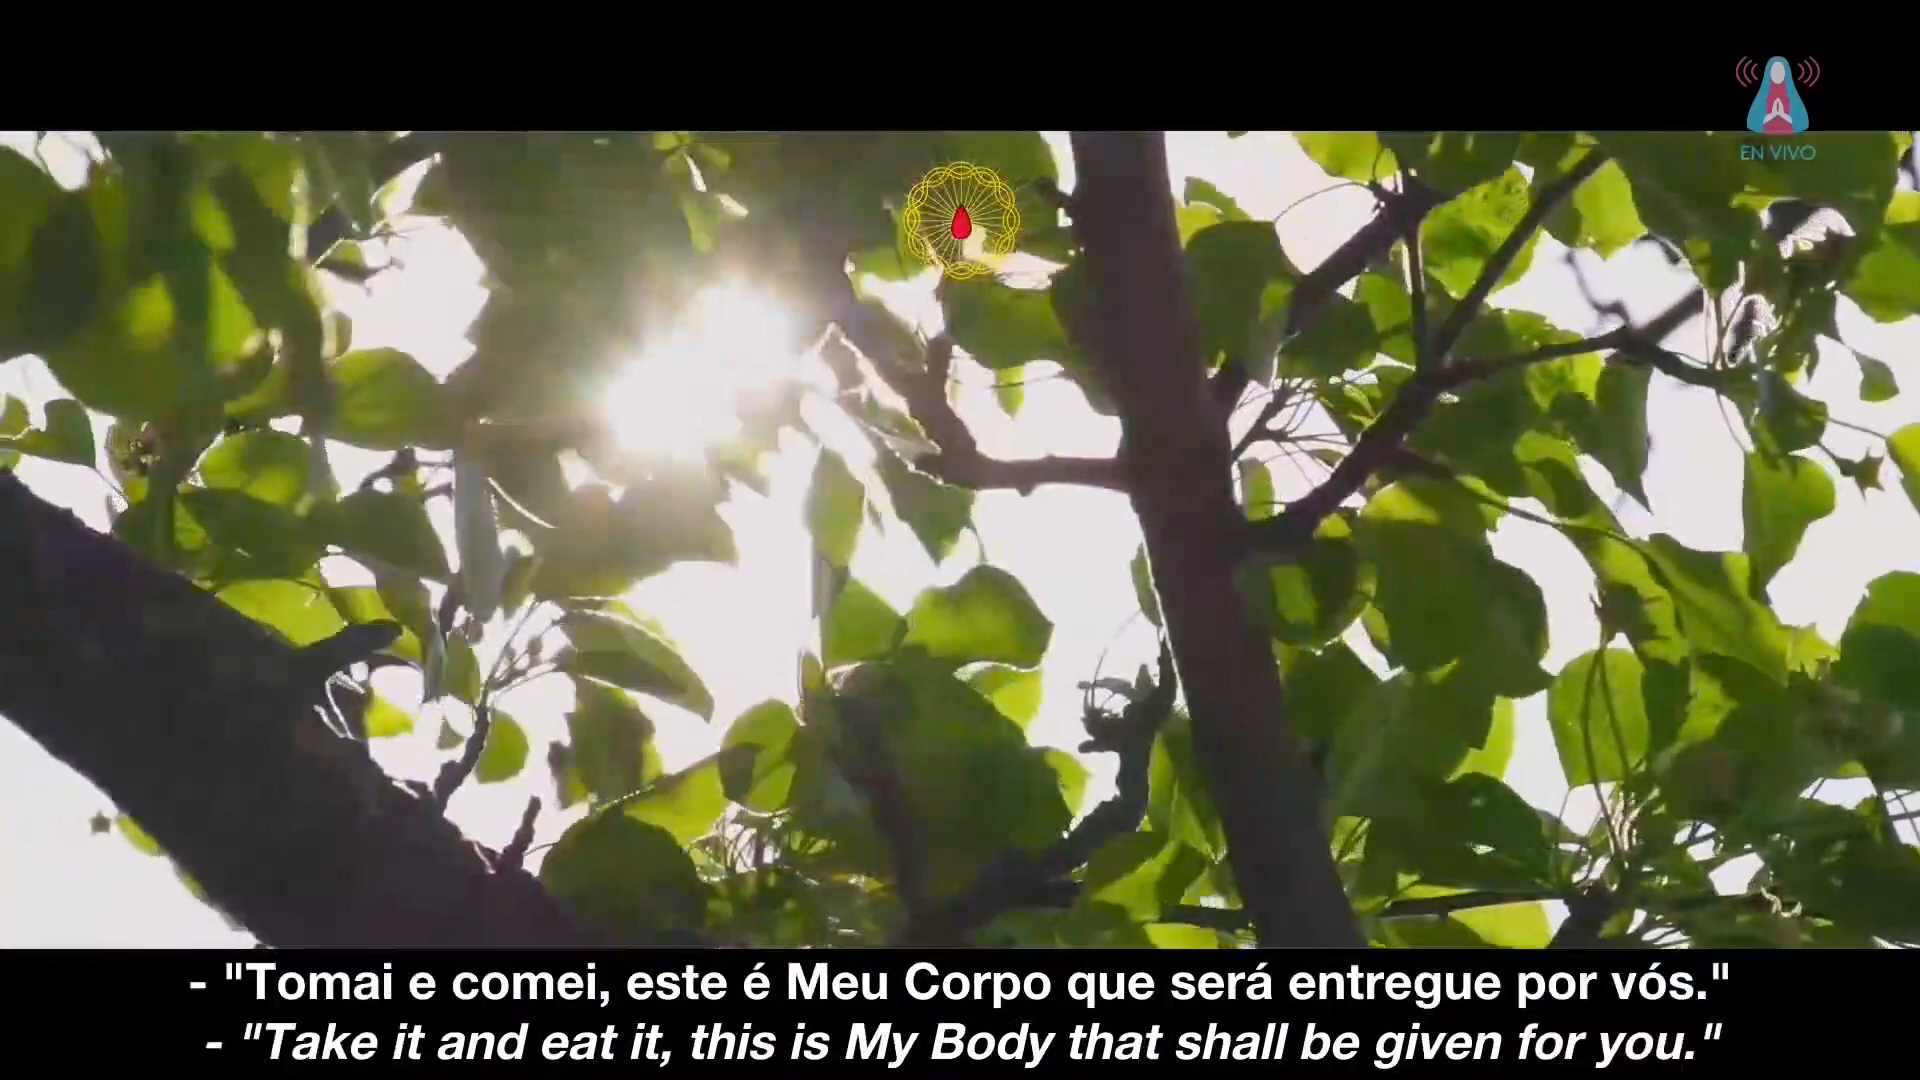 EN VIVO
- "Tomai e comei, este é Meu Corpo que será entregue por vós."
- "Take it and eat it, this is My Body that shall be given for you."